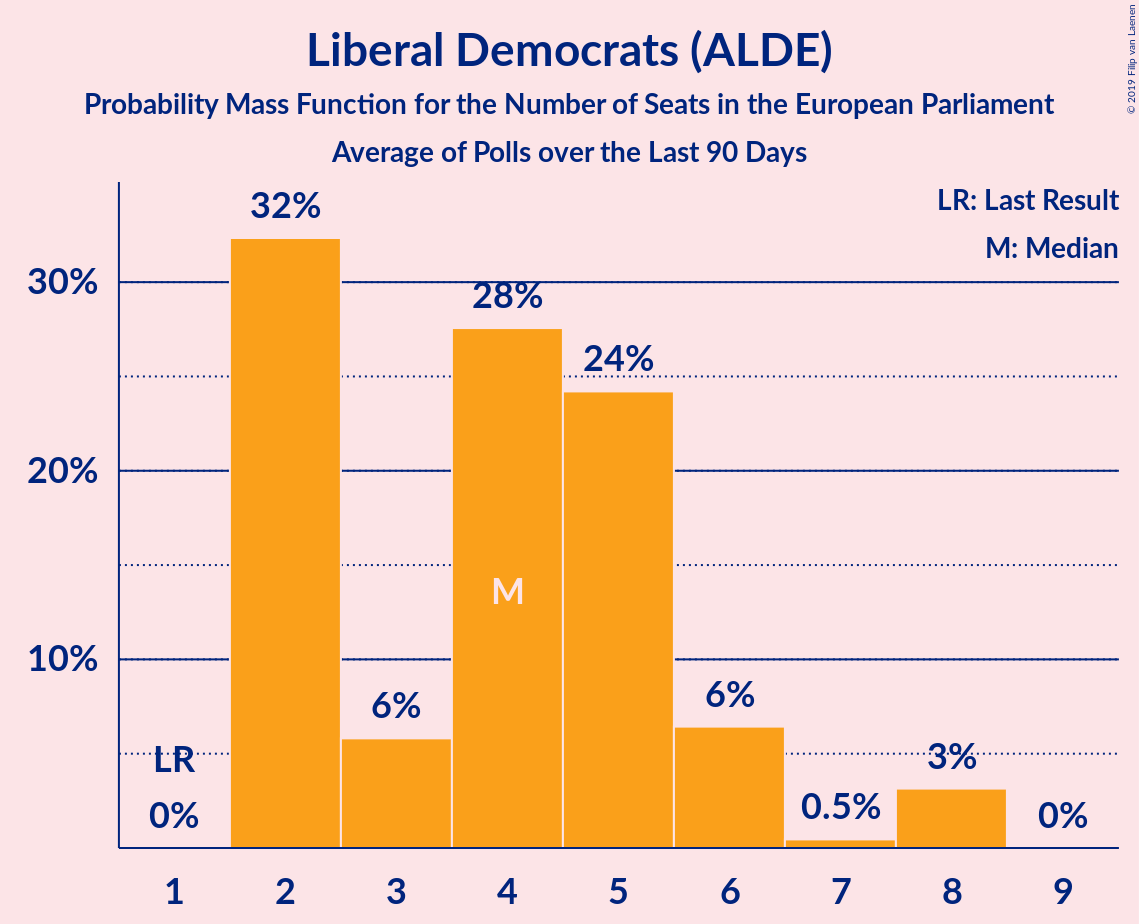 Liberal Democrats (ALDE)
Probability Mass Function for the Number of Seats in the European Parliament
Average of Polls over the Last 90 Days
© 2019 Filip van Laenen
LR: Last Result
M: Median
32%
30%
28%
24%
20%
M
10%
6%
6%
LR
3%
0.5%
0%
0%
1 2 3 4 5 6 7 8 9